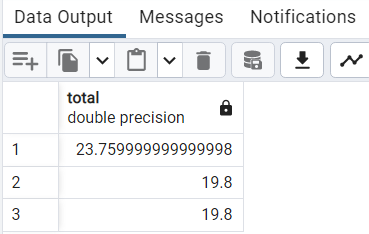 Data Output Messages Notifications
total
double precision
1 23.759999999999998
2 19.8
3 19.8